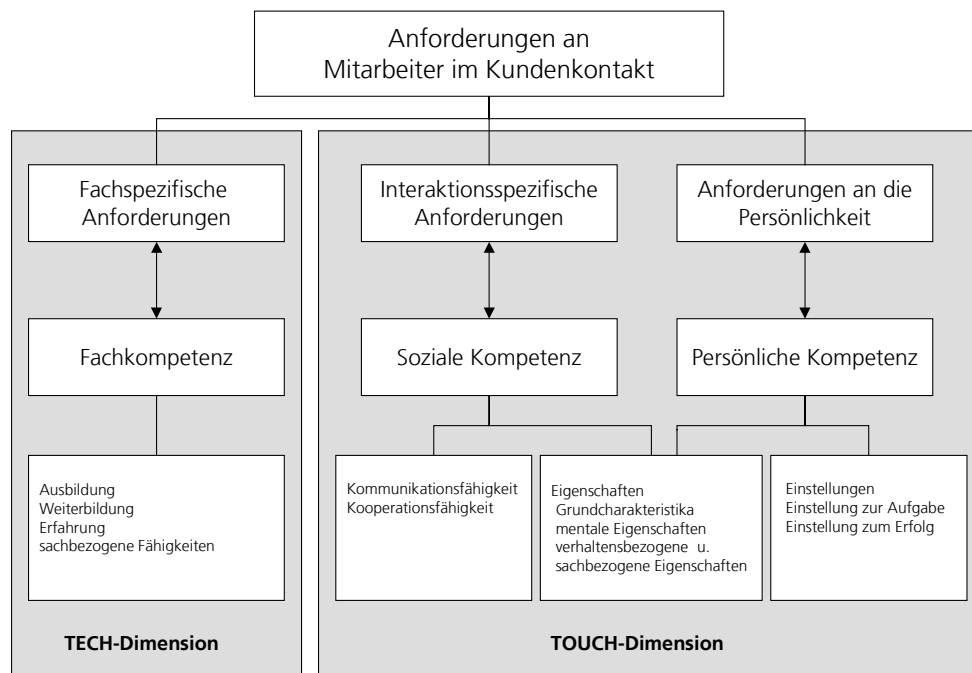 Anforderungen an
Mitarbeiter im Kundenkontakt
Fachspezifische
Anforderungen
Interaktionsspezifische
Anforderungen
Anforderungen an die
Persönlichkeit
Fachkompetenz
Soziale Kompetenz
Persönliche Kompetenz
Ausbildung
Weiterbildung
Erfahrung
sachbezogene Fähigkeiten
Kommunikationsfähigkeit
Kooperationsfähigkeit
Eigenschaften
Grundcharakteristika
mentale Eigenschaften
verhaltensbezogene u.
sachbezogene Eigenschaften
Einstellungen
Einstellung zur Aufgabe
Einstellung zum Erfolg
TECH-Dimension
TOUCH-Dimension